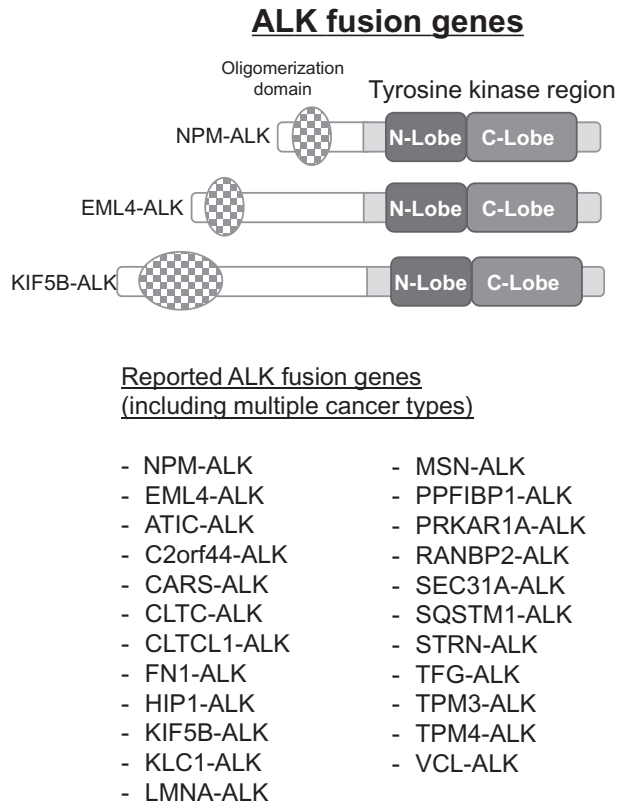 ALK fusion genes
Oligomerization
domain
Tyrosine kinase region
NPM-ALK
N-Lobe
C-Lobe
EML4-ALK
N-Lobe
C-Lobe
KIF5B-ALK
N-Lobe
C-Lobe
Reported ALK fusion genes
(including multiple cancer types)
- NPM-ALK
- EML4-ALK
- ATIC-ALK
- C2orf44-ALK
- CARS-ALK
- CLTC-ALK
- CLTCL1-ALK
- FN1-ALK
- HIP1-ALK
- KIF5B-ALK
- KLC1-ALK
- LMNA-ALK
- MSN-ALK
- PPFIBP1-ALK
- PRKAR1A-ALK
- RANBP2-ALK
- SEC31A-ALK
- SQSTM1-ALK
- STRN-ALK
- TFG-ALK
- TPM3-ALK
- TPM4-ALK
- VCL-ALK